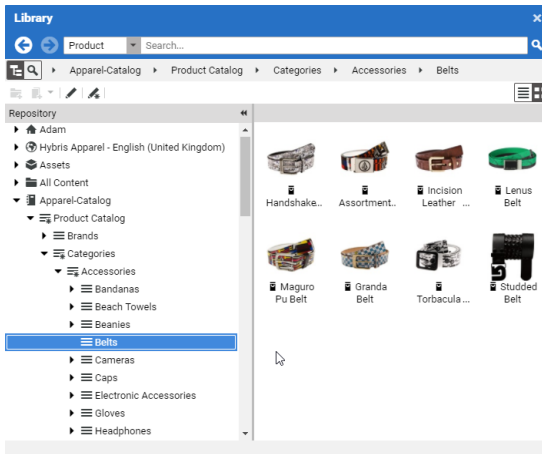 Library
Product
Search...
Apparel-Catalog
Product Catalog
Categories
Accessories
Belts
Repository
Adam
Hybris Apparel - English (United Kingdom)
Assets
All Content
Apparel-Catalog
Product Catalog
Brands
Categories
Accessories
Bandanas
Beach Towels
Beanies
Belts
Cameras
Caps
Electronic Accessories
Gloves
Headphones
Handshake...
Assortment..
Incision
Leather ...
Lenus
Belt
Maguro
Pu Belt
Granda
Belt
Torbacula...
Studded
Belt